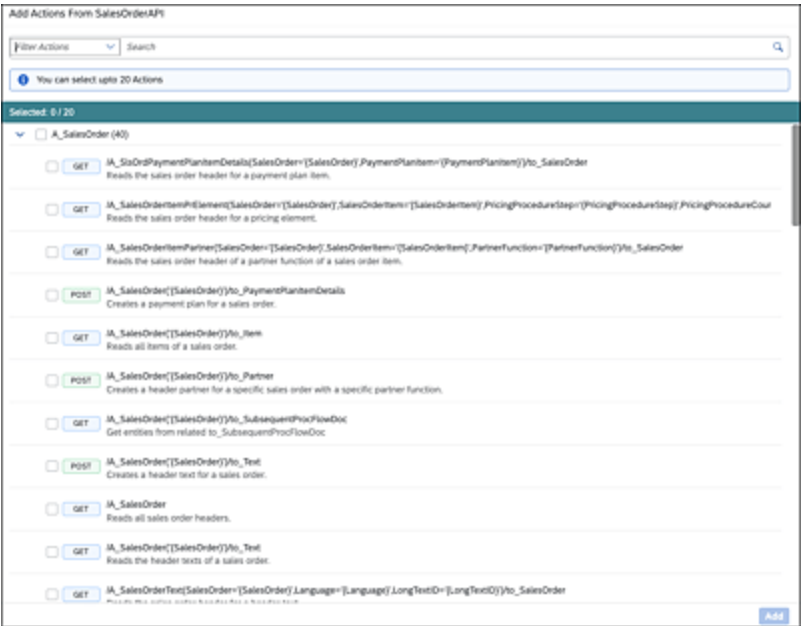 Add Actions From SalesOrderAPI
Filter Actions Search
You can select upto 20 Actions
Selected: 0 / 20
A_SalesOrder (40)
GET /A_SlsOrdPaymentPlanItemDetails(SalesOrder='{SalesOrder}',PaymentPlanItem='{PaymentPlanItem}')/to_SalesOrder
Reads the sales order header for a payment plan item.
GET /A_SalesOrderItemPrElement(SalesOrder='{SalesOrder}',SalesOrderItem='{SalesOrderItem}',PricingProcedureStep='{PricingProcedureStep}',PricingProcedureCour
Reads the sales order header for a pricing element.
GET /A_SalesOrderItemPartner(SalesOrder='{SalesOrder}',SalesOrderItem='{SalesOrderItem}',PartnerFunction='{PartnerFunction}')/to_SalesOrder
Reads the sales order header of a partner function of a sales order item.
POST /A_SalesOrder('{SalesOrder}')/to_PaymentPlanItemDetails
Creates a payment plan for a sales order.
GET /A_SalesOrder('{SalesOrder}')/to_Item
Reads all items of a sales order.
POST /A_SalesOrder('{SalesOrder}')/to_Partner
Creates a header partner for a specific sales order with a specific partner function.
GET /A_SalesOrder('{SalesOrder}')/to_SubsequentProcFlowDoc
Get entities from related to_SubsequentProcFlowDoc
POST /A_SalesOrder('{SalesOrder}')/to_Text
Creates a header text for a sales order.
GET /A_SalesOrder
Reads all sales order headers.
GET /A_SalesOrder('{SalesOrder}')/to_Text
Reads the header texts of a sales order.
GET /A_SalesOrderText(SalesOrder='{SalesOrder}',Language='{Language}',LongTextID='{LongTextID}')/to_SalesOrder
Reads the sales order header for a header text.
Add